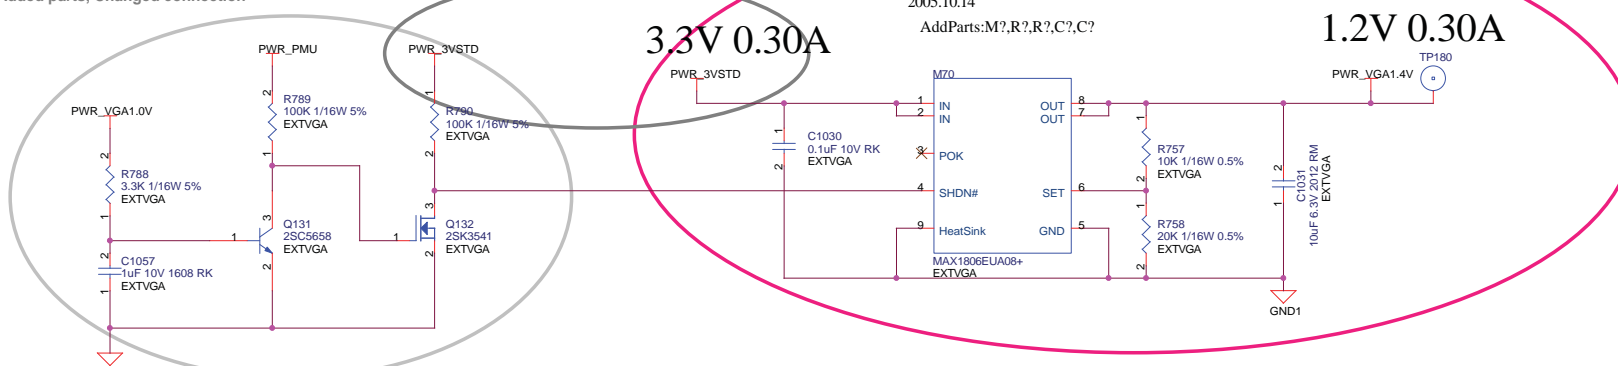 added parts, Changed connection
2005.10.14
AddParts:M?,R?,R?,C?,C?
3.3V 0.30A
1.2V 0.30A
TP180
PWR_PMU
PWR_3VSTD
PWR_3VSTD
PWR_VGA1.4V
PWR_VGA1.0V
R789
100K 1/16W 5%
EXTVGA
R790
100K 1/16W 5%
EXTVGA
R788
3.3K 1/16W 5%
EXTVGA
Q131
2SC5658
EXTVGA
Q132
2SK3541
EXTVGA
C1057
1uF 10V 1608 RK
EXTVGA
C1030
0.1uF 10V RK
EXTVGA
M70
1 IN
2 IN
3 POK
4 SHDN#
9 HeatSink
OUT 8
OUT 7
SET 6
GND 5
MAX1806EUA08+
EXTVGA
R757
10K 1/16W 0.5%
EXTVGA
R758
20K 1/16W 0.5%
EXTVGA
C1031
10uF 6.3V 2012 RM
EXTVGA
GND1